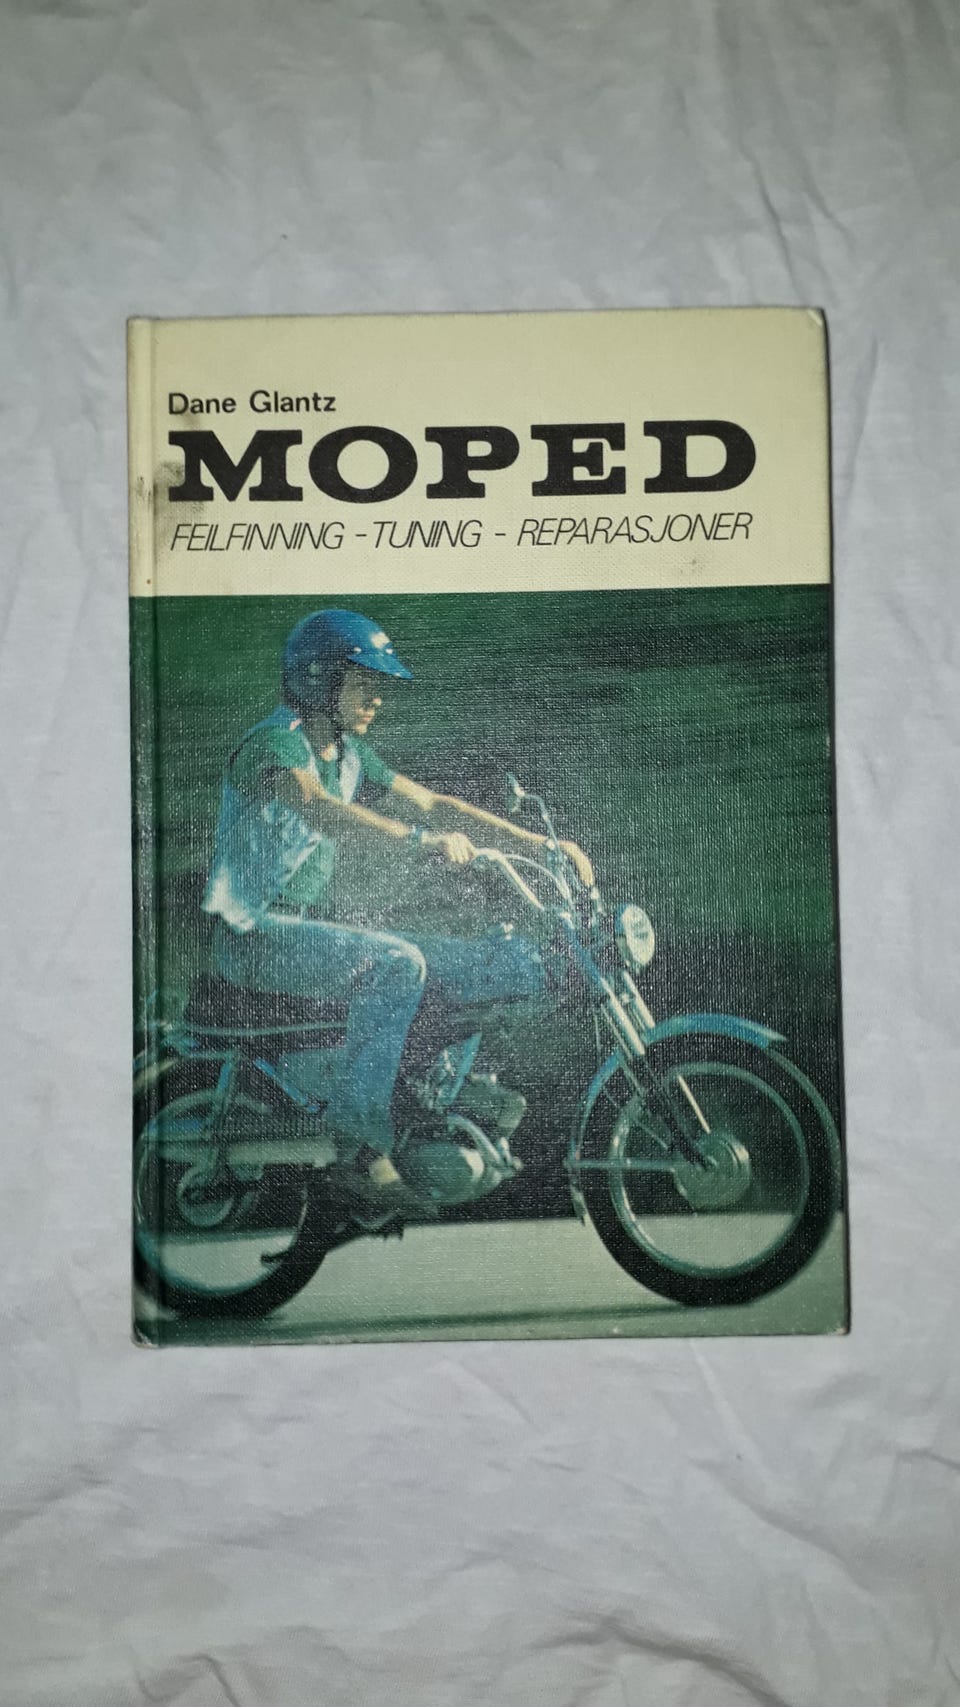 Dane Glantz
MOPED
FEILFINNING - TUNING - REPARASJONER